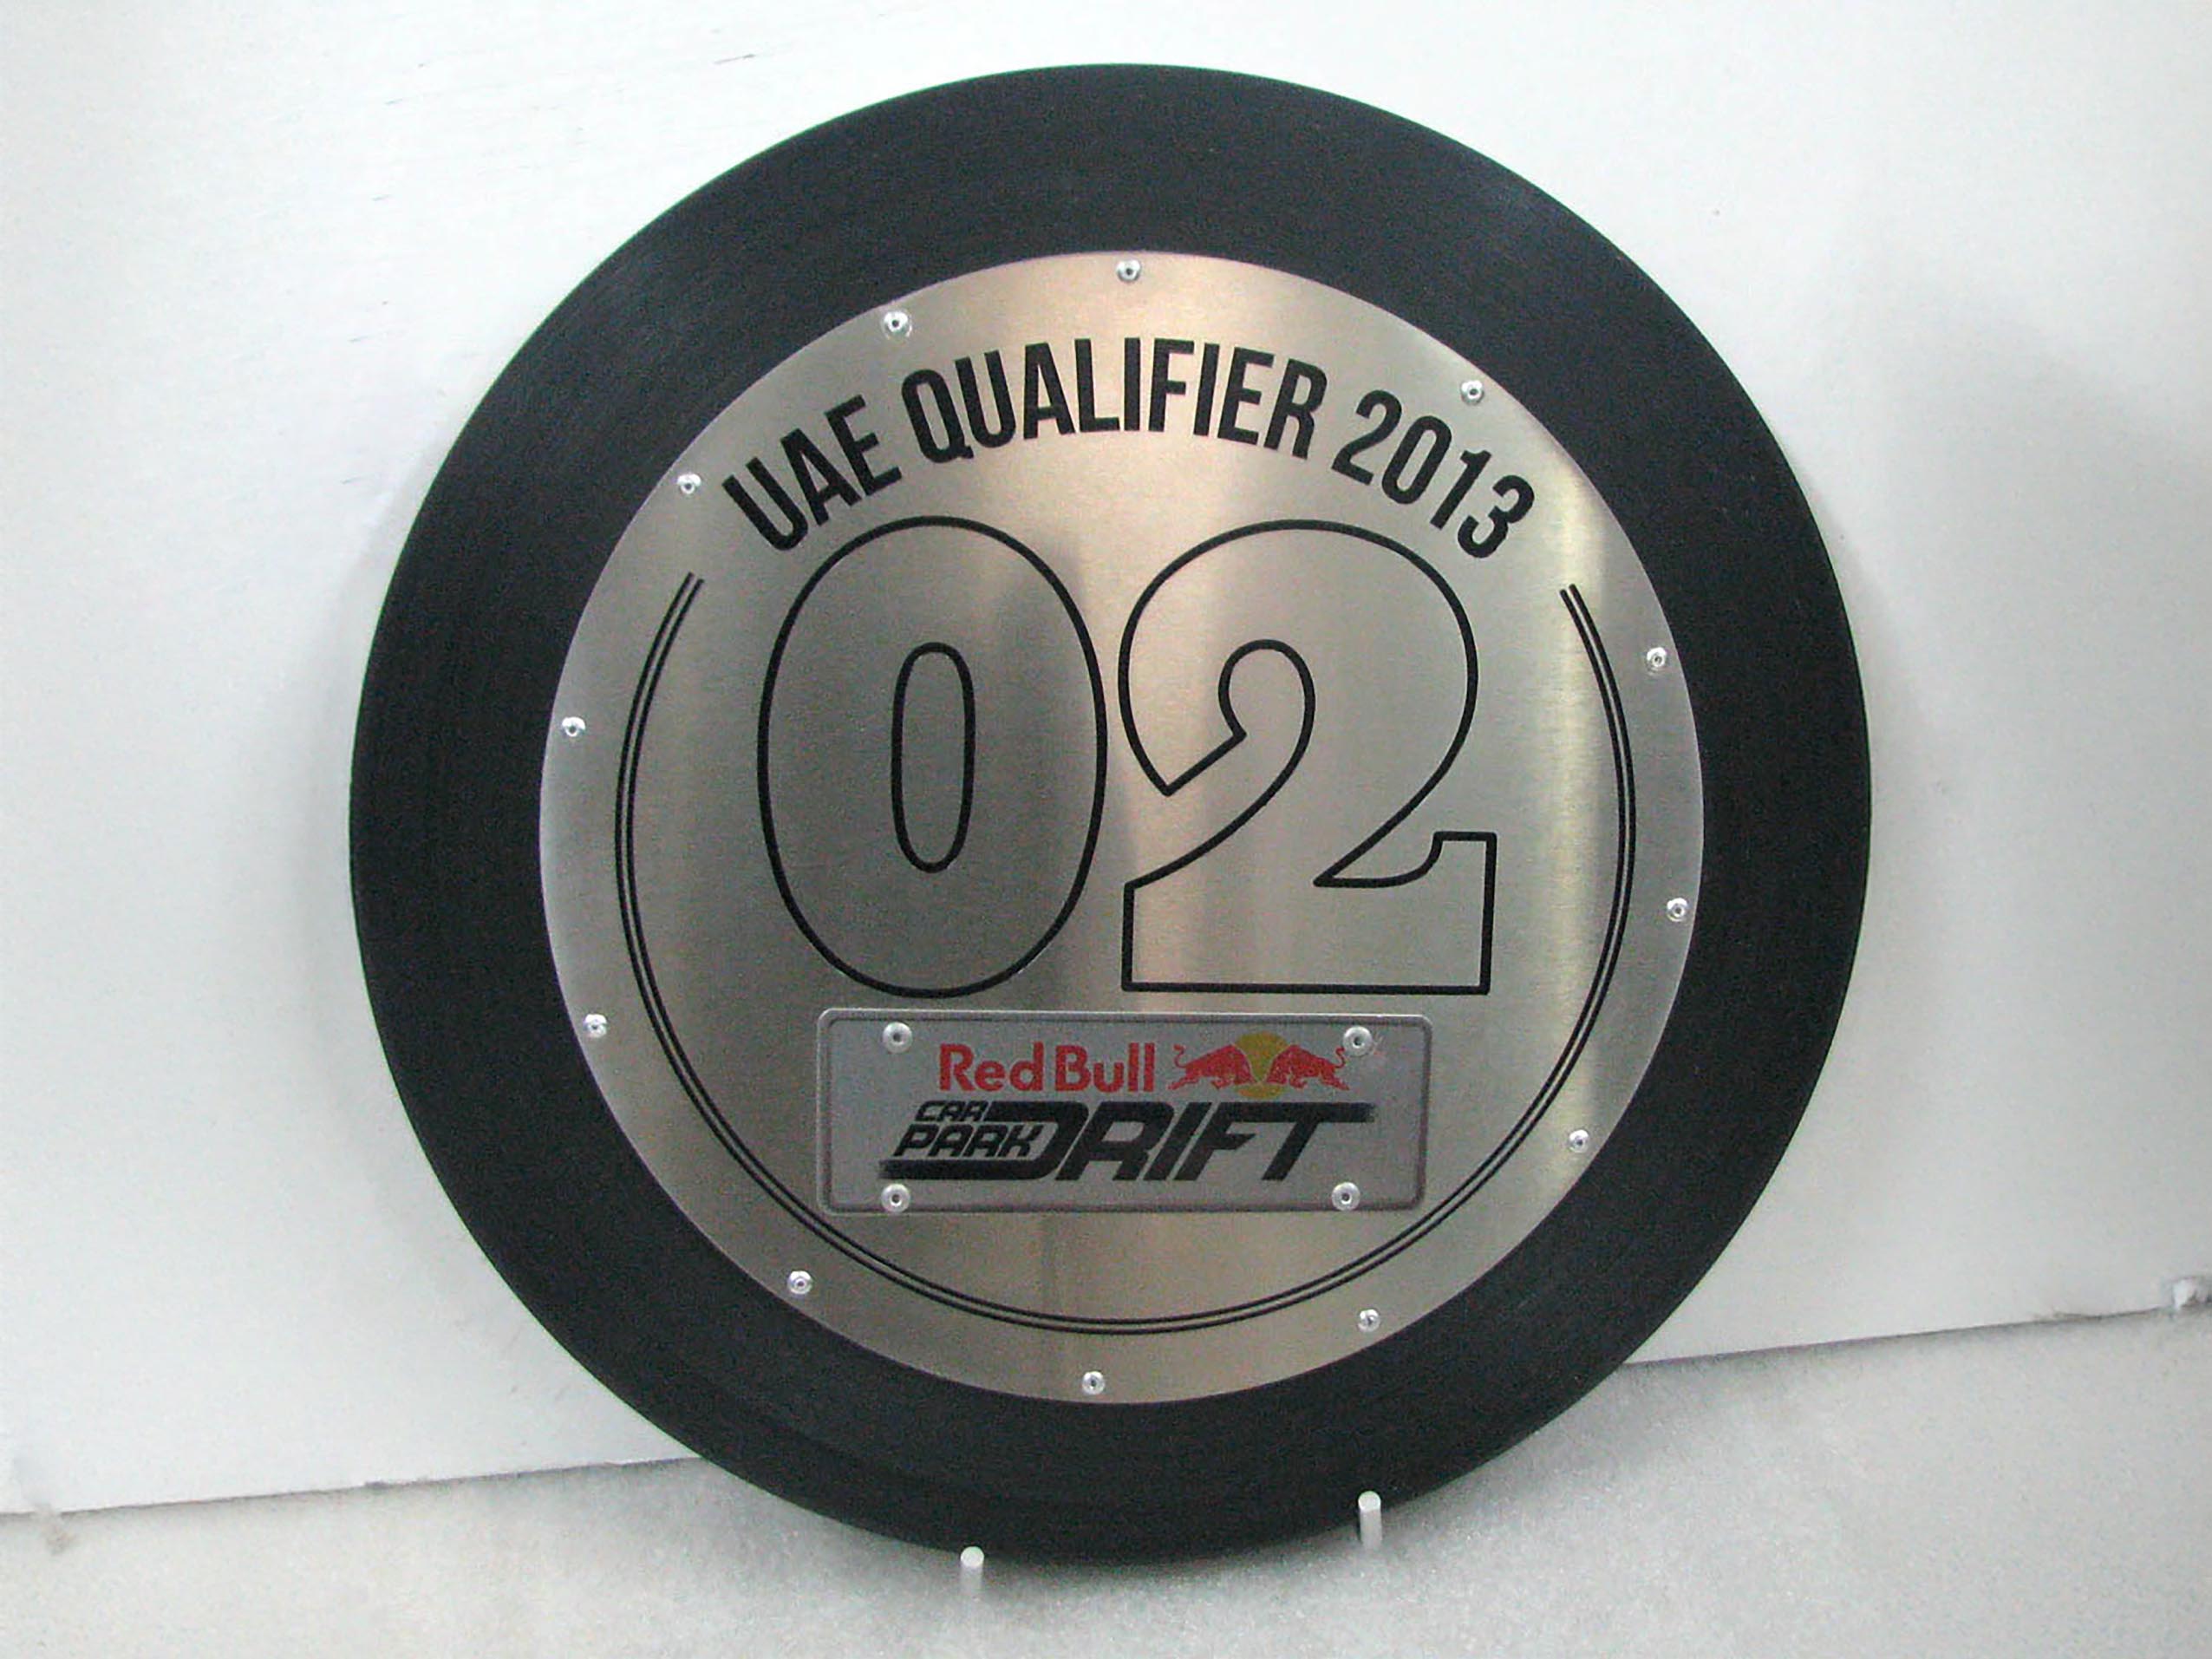 UAE QUALIFIER 2013
02
Red Bull
CAR
PARK DRIFT